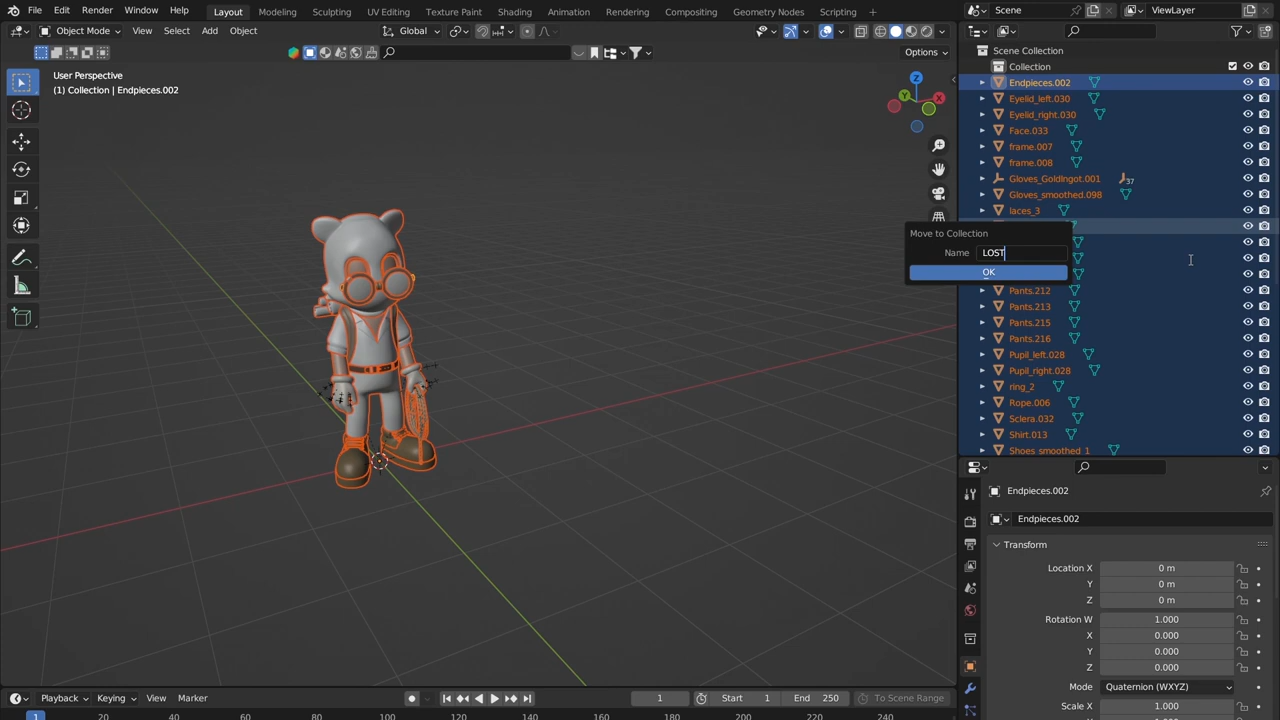 File Edit Render Window Help Layout Modeling Sculpting UV Editing Texture Paint Shading Animation Rendering Compositing Geometry Nodes Scripting Scene ViewLayer
Object Mode View Select Add Object Global
Options
User Perspective
(1) Collection | Endpieces.002
Scene Collection
Collection
Endpieces.002
Eyelid_left.030
Eyelid_right.030
Face.033
frame.007
frame.008
Gloves_GoldIngot.001 37
Gloves_smoothed.098
laces_3
Move to Collection
Name LOST
OK
Pants.212
Pants.213
Pants.215
Pants.216
Pupil_left.028
Pupil_right.028
ring_2
Rope.006
Sclera.032
Shirt.013
Shoes_smoothed_1
Endpieces.002
Endpieces.002
Transform
Location X 0 m
Y 0 m
Z 0 m
Rotation W 1.000
X 0.000
Y 0.000
Z 0.000
Mode Quaternion (WXYZ)
Scale X 1.000
Y 1.000
Playback Keying View Marker 1 Start 1 End 250 To Scene Range
1 20 40 60 80 100 120 140 160 180 200 220 240
Z
Y
X